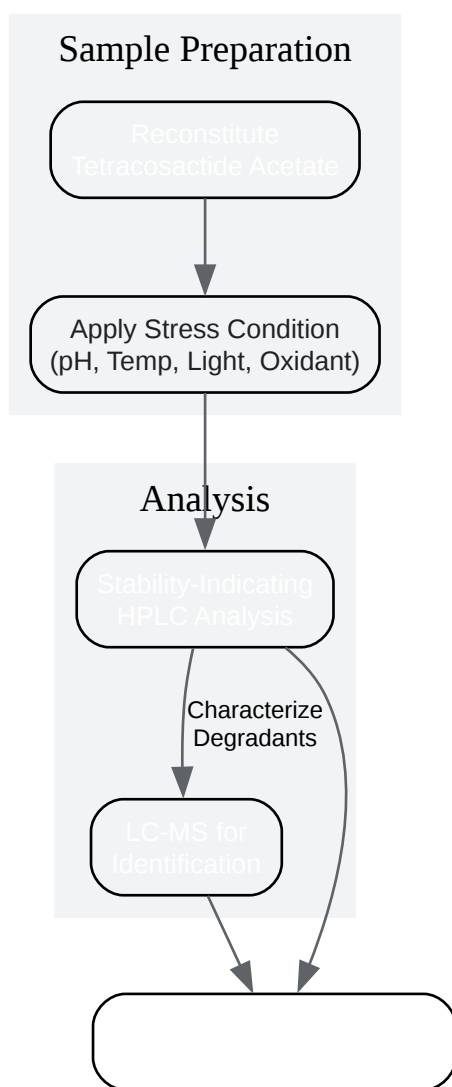 Sample Preparation
Reconstitute
Tetracosactide Acetate
Apply Stress Condition
(pH, Temp, Light, Oxidant)
Analysis
Stability-Indicating
HPLC Analysis
Characterize
Degradants
LC-MS for
Identification